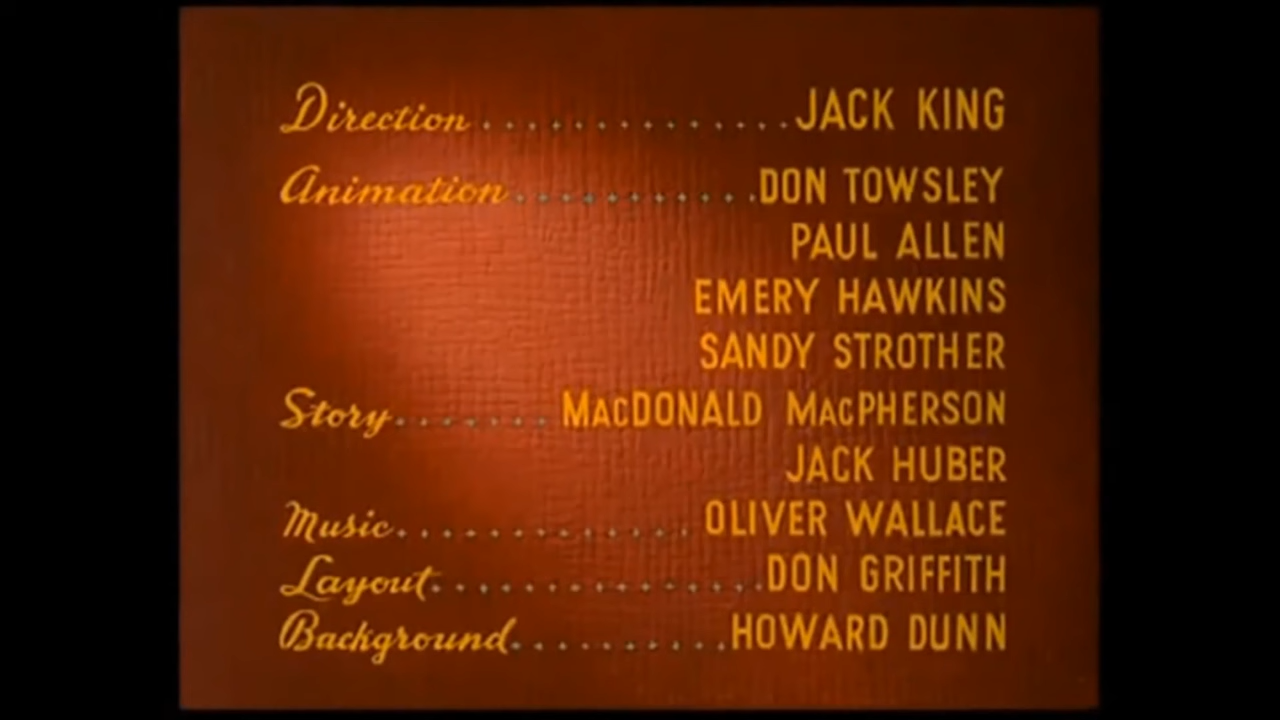 Direction . . . . . . . . . . . . . . JACK KING
Animation . . . . . . . . . . . DON TOWSLEY
PAUL ALLEN
EMERY HAWKINS
SANDY STROTHER
Story . . . . . . . MacDONALD MacPHERSON
JACK HUBER
Music . . . . . . . . . . . . . OLIVER WALLACE
Layout . . . . . . . . . . . . . . . DON GRIFFITH
Background . . . . . . . . . . HOWARD DUNN